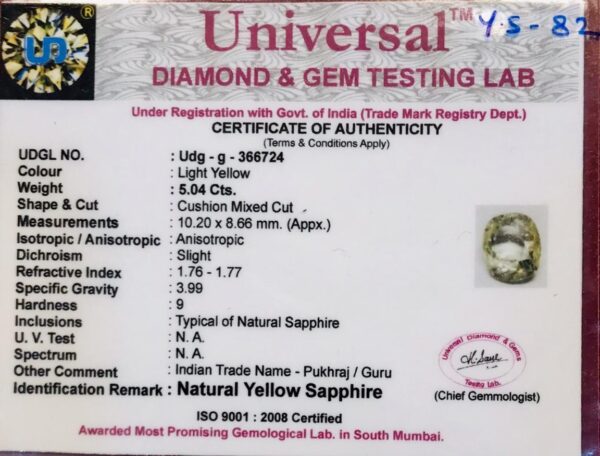 UD ®
Universal™ Y.S-82
DIAMOND & GEM TESTING LAB
Under Registration with Govt. of India (Trade Mark Registry Dept.)
CERTIFICATE OF AUTHENTICITY
(Terms & Conditions Apply)
UDGL NO. : Udg - g - 366724
Colour : Light Yellow
Weight : 5.04 Cts.
Shape & Cut : Cushion Mixed Cut
Measurements : 10.20 x 8.66 mm. (Appx.)
Isotropic / Anisotropic : Anisotropic
Dichroism : Slight
Refractive Index : 1.76 - 1.77
Specific Gravity : 3.99
Hardness : 9
Inclusions : Typical of Natural Sapphire
U. V. Test : N. A.
Spectrum : N. A.
Other Comment : Indian Trade Name - Pukhraj / Guru
Identification Remark : Natural Yellow Sapphire
Universal Diamond & Gems
Testing Lab.
(Chief Gemmologist)
ISO 9001 : 2008 Certified
Awarded Most Promising Gemological Lab. in South Mumbai.